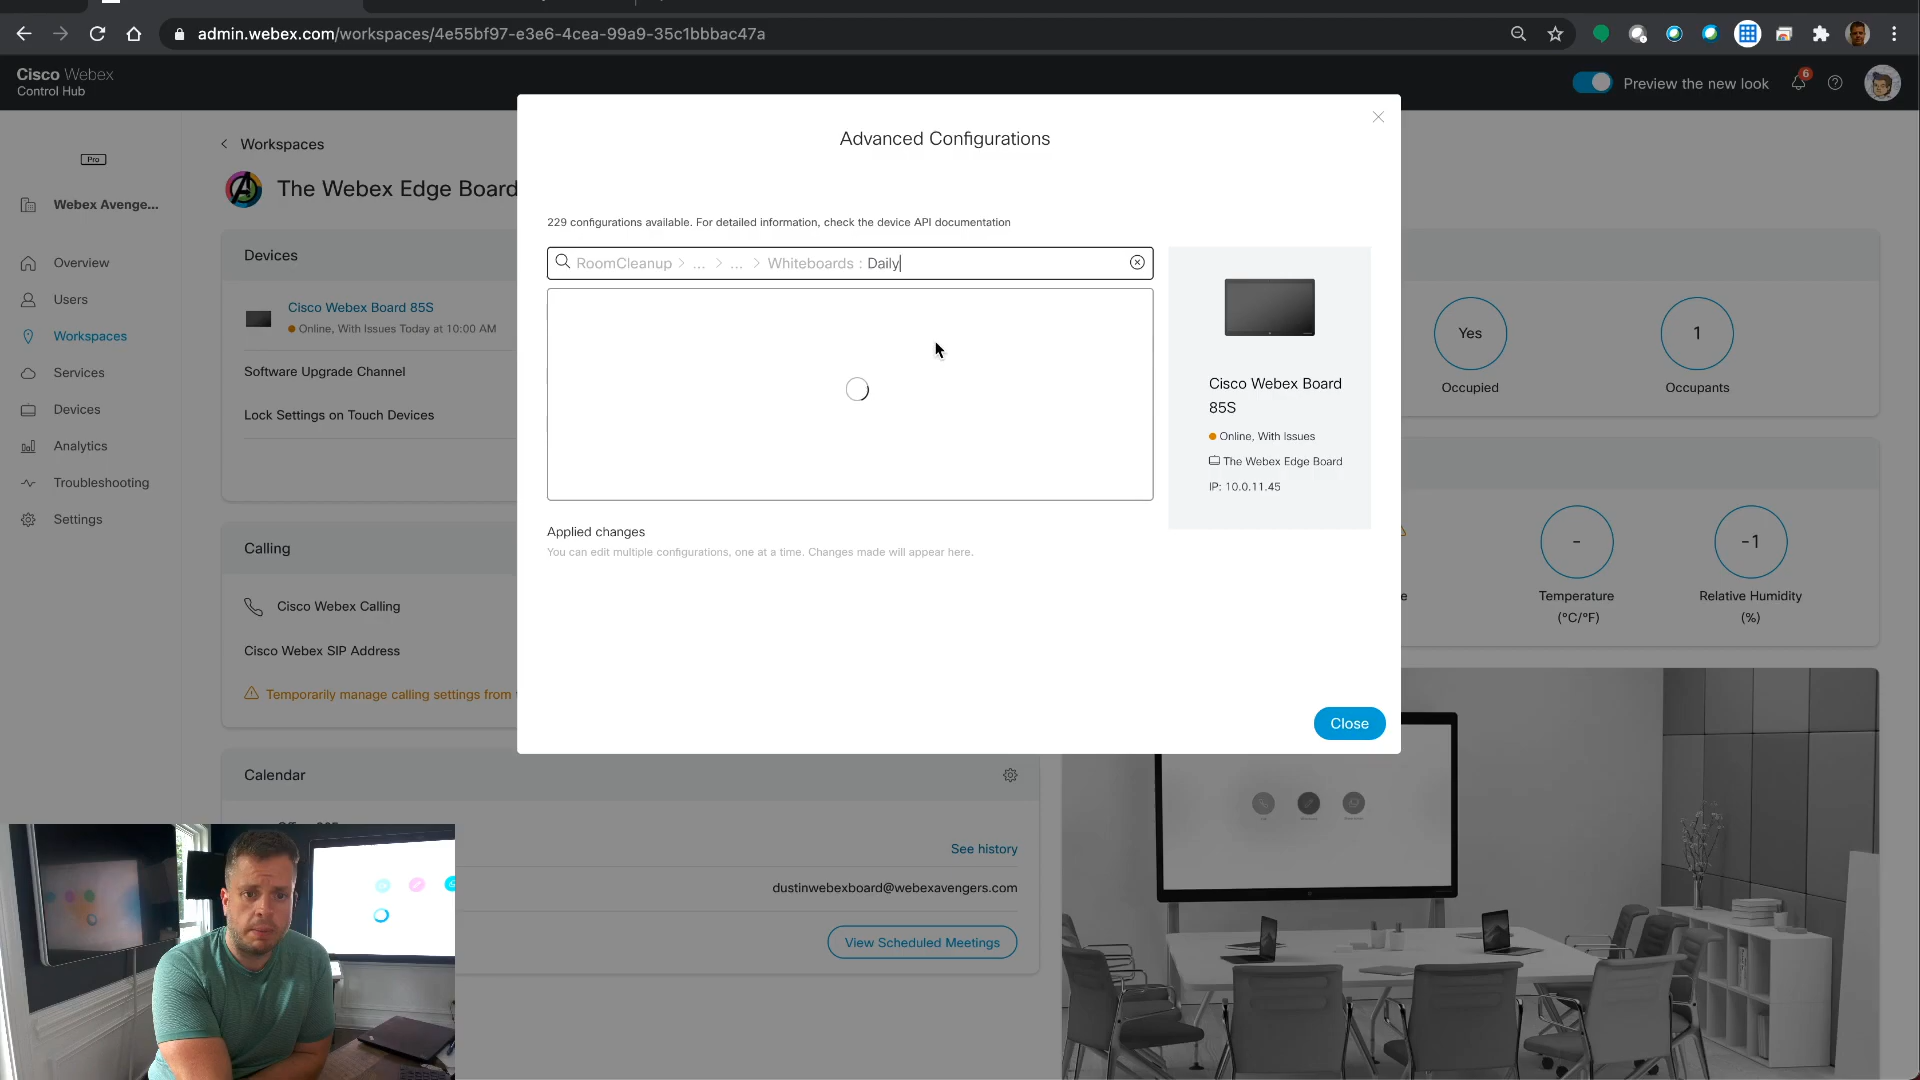 admin.webex.com/workspaces/4e55bf97-e3e6-4cea-99a9-35c1bbbac47a
Cisco Webex
Control Hub
Preview the new look
6
Pro
Webex Avenge...
Overview
Users
Workspaces
Services
Devices
Analytics
Troubleshooting
Settings
Workspaces
The Webex Edge Board
Devices
Cisco Webex Board 85S
Online, With Issues Today at 10:00 AM
Software Upgrade Channel
Lock Settings on Touch Devices
Calling
Cisco Webex Calling
Cisco Webex SIP Address
Temporarily manage calling settings from
Calendar
See history
dustinwebexboard@webexavengers.com
View Scheduled Meetings
Advanced Configurations
229 configurations available. For detailed information, check the device API documentation
RoomCleanup > ... > ... > Whiteboards : Daily
Applied changes
You can edit multiple configurations, one at a time. Changes made will appear here.
Cisco Webex Board
85S
Online, With Issues
The Webex Edge Board
IP: 10.0.11.45
Close
Yes
Occupied
1
Occupants
-
Temperature
(°C/°F)
-1
Relative Humidity
(%)